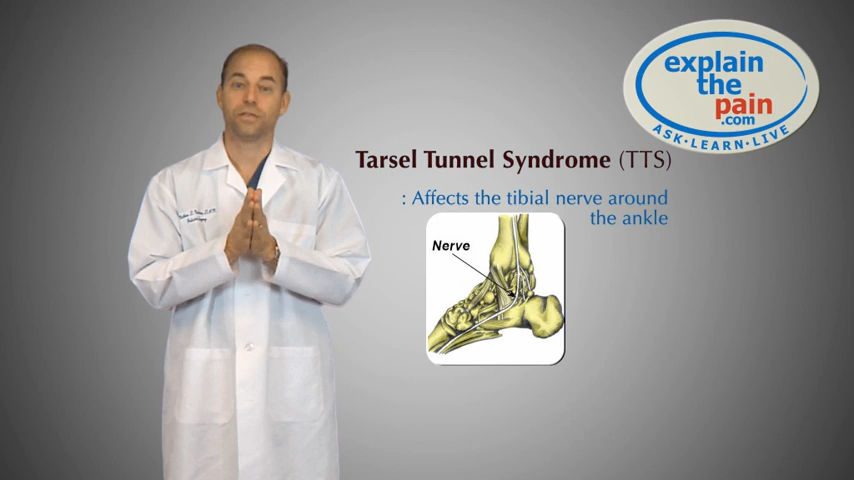 explain
the
pain
.com
ASK•LEARN•LIVE
Tarsel Tunnel Syndrome (TTS)
: Affects the tibial nerve around
the ankle
Nerve